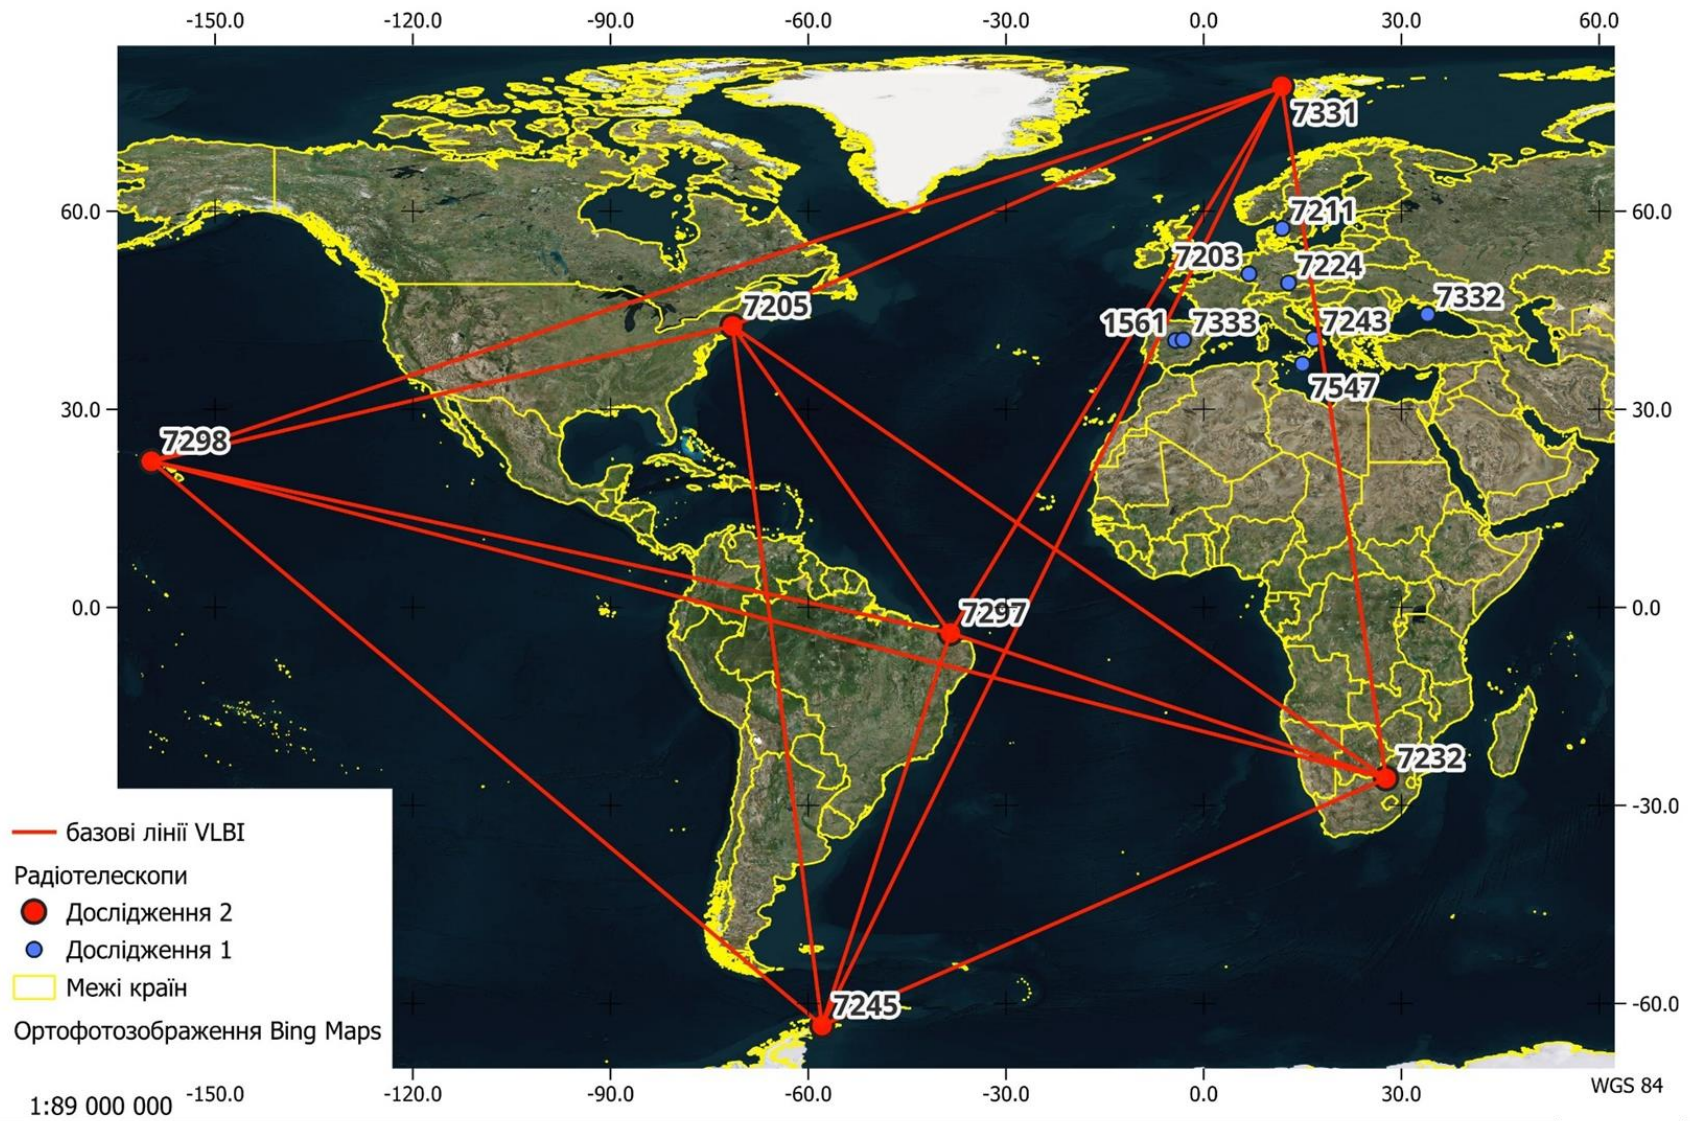 -150.0 -120.0 -90.0 -60.0 -30.0 0.0 30.0 60.0
7331
60.0 7211 60.0
7203 7224
7205 7332
1561 7333 7243
7547
30.0 30.0
7298
0.0 7297 0.0
7232
-30.0
базові лінії VLBI
Радіотелескопи
Дослідження 2
Дослідження 1
Межі країн
Ортофотозображення Bing Maps
7245 -60.0
1:89 000 000
-150.0 -120.0 -90.0 -60.0 -30.0 0.0 30.0
WGS 84